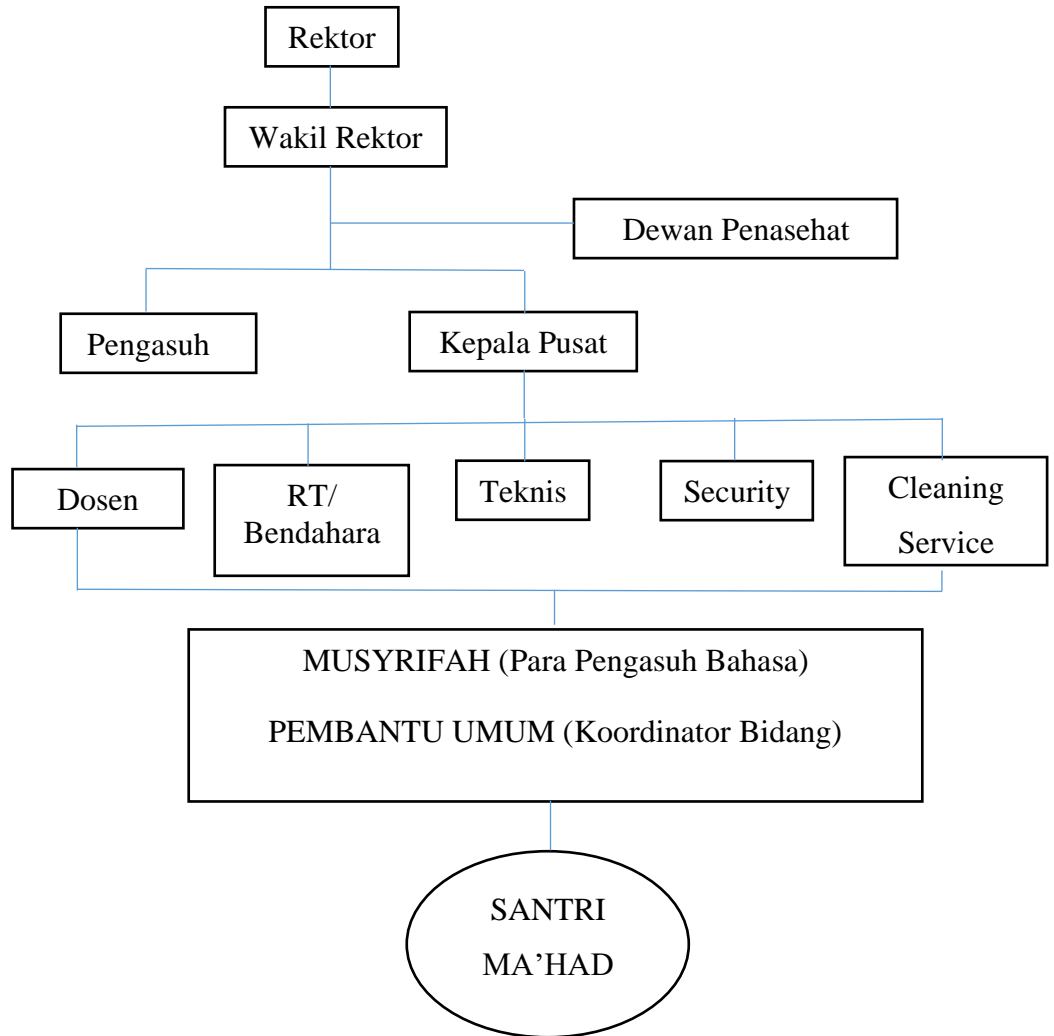 Rektor
Wakil Rektor
Dewan Penasehat
Pengasuh
Kepala Pusat
Dosen
RT/
Bendahara
Teknis
Security
Cleaning
Service
MUSYRIFAH (Para Pengasuh Bahasa)
PEMBANTU UMUM (Koordinator Bidang)
SANTRI
MA’HAD